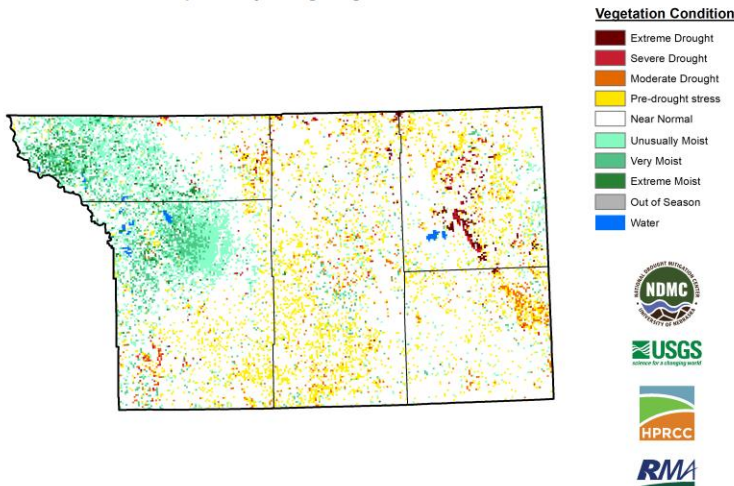 Vegetation Condition
Extreme Drought
Severe Drought
Moderate Drought
Pre-drought stress
Near Normal
Unusually Moist
Very Moist
Extreme Moist
Out of Season
Water
NATIONAL DROUGHT MITIGATION CENTER
NDMC
UNIVERSITY OF NEBRASKA
USGS
science for a changing world
HPRCC
RMA